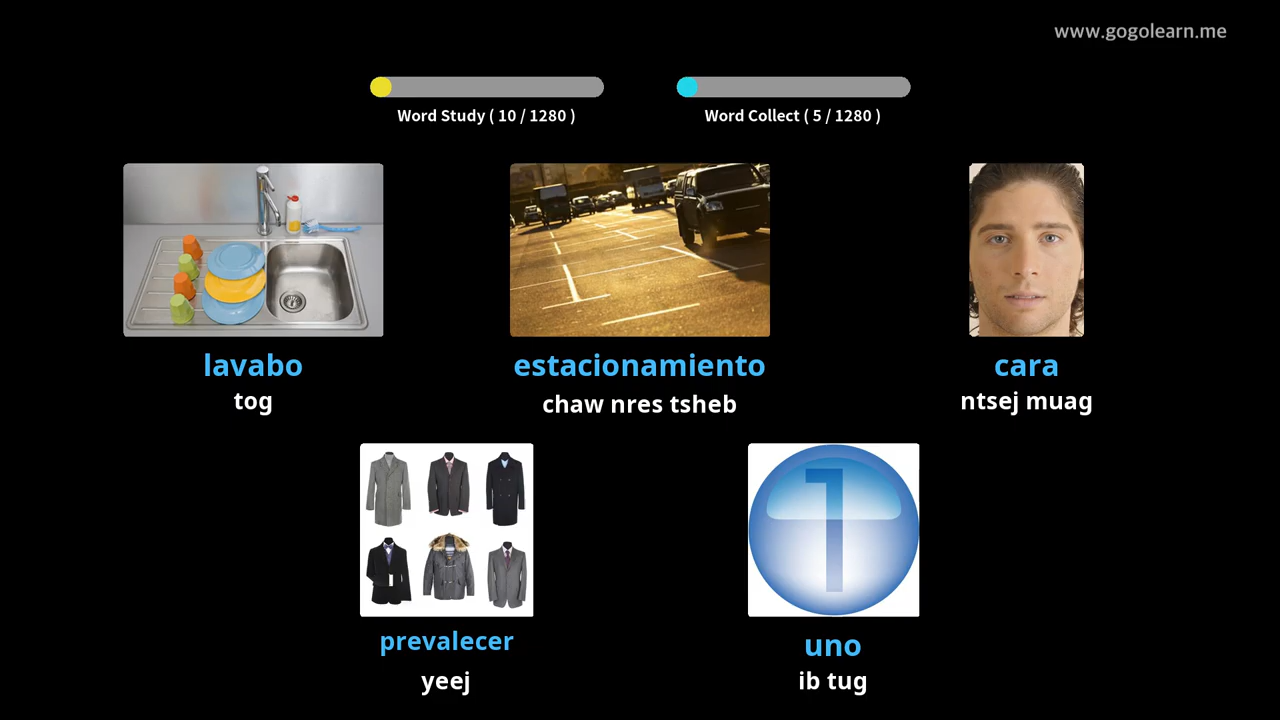 www.gogolearn.me
Word Study ( 10 / 1280 )
Word Collect ( 5 / 1280 )
lavabo
tog
estacionamiento
chaw nres tsheb
cara
ntsej muag
prevalecer
yeej
1
uno
ib tug